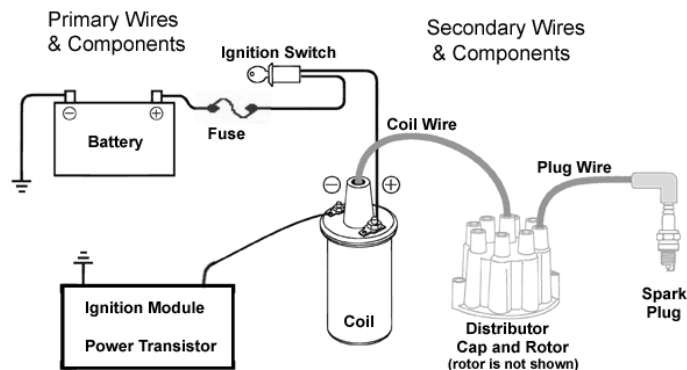 Primary Wires
& Components
Secondary Wires
& Components
Ignition Switch
⊖
⊕
Battery
Fuse
Coil Wire
Plug Wire
⊖
⊕
Ignition Module
Power Transistor
Coil
Distributor
Cap and Rotor
(rotor is not shown)
Spark
Plug